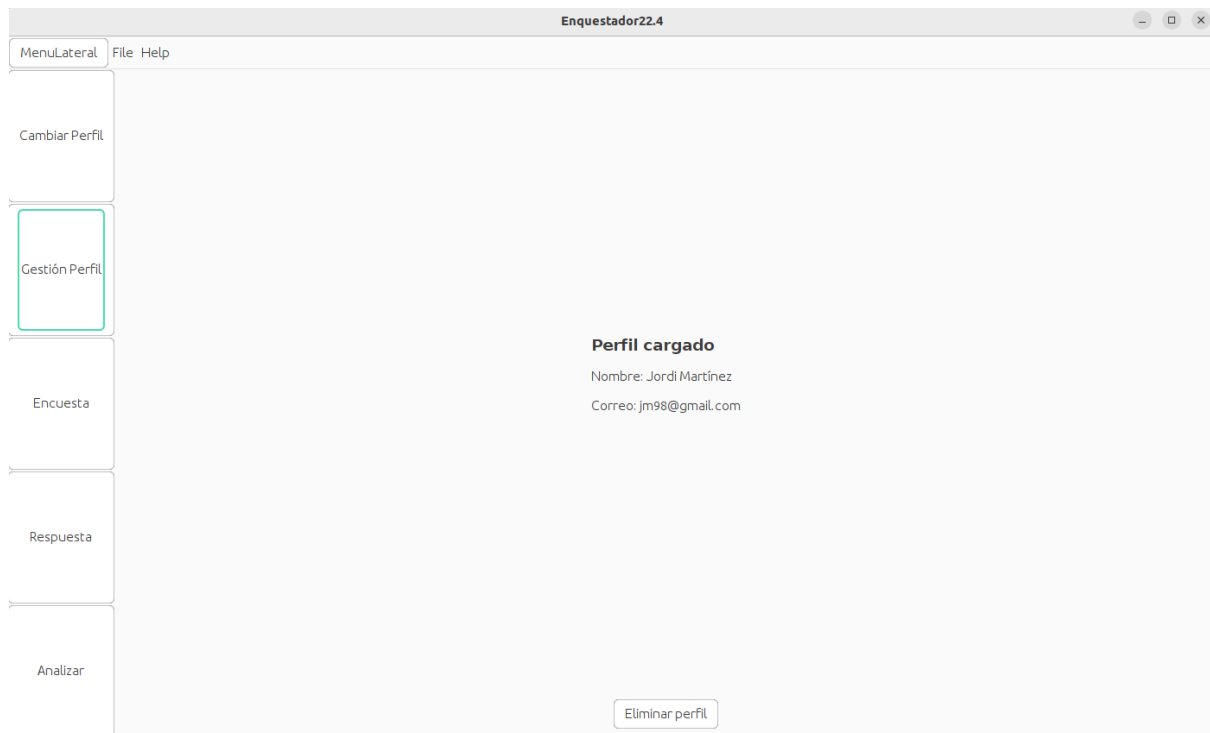 Enquestador22.4
MenuLateral File Help
Cambiar Perfil
Gestión Perfil
Encuesta
Respuesta
Analizar
Perfil cargado
Nombre: Jordi Martínez
Correo: jm98@gmail.com
Eliminar perfil